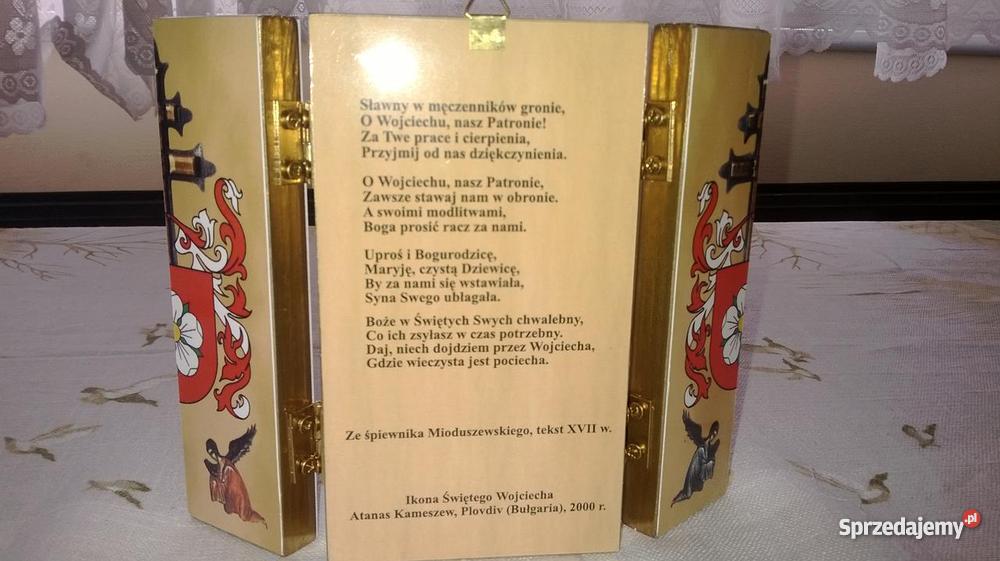 Sławny w męczenników gronie,
O Wojciechu, nasz Patronie!
Za Twe prace i cierpienia,
Przyjmij od nas dziękczynienia.
O Wojciechu, nasz Patronie,
Zawsze stawaj nam w obronie.
A swoimi modlitwami,
Boga prosić racz za nami.
Uproś i Bogurodzicę,
Maryję, czystą Dziewicę,
By za nami się wstawiała,
Syna Swego ubłagała.
Boże w Świętych Swych chwalebny,
Co ich zsyłasz w czas potrzebny.
Daj, niech dojdziem przez Wojciecha,
Gdzie wieczysta jest pociecha.
Ze śpiewnika Mioduszewskiego, tekst XVII w.
Ikona Świętego Wojciecha
Atanas Kameszew, Plovdiv (Bułgaria), 2000 r.
Sprzedajemy.pl